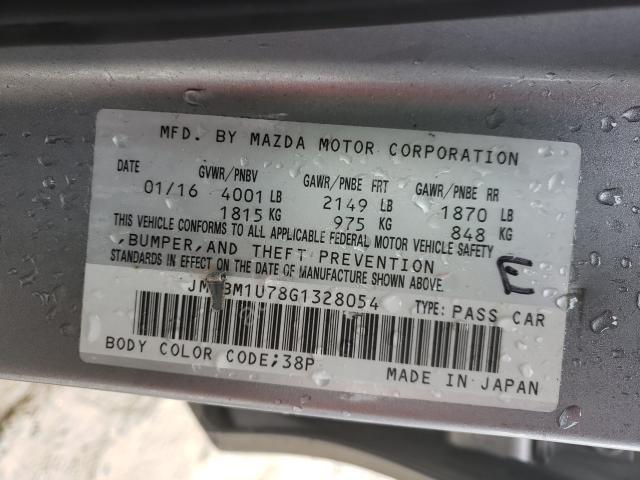 MFD. BY MAZDA MOTOR CORPORATION
DATE GVWR/PNBV GAWR/PNBE FRT GAWR/PNBE RR
01/16 4001 LB 2149 LB 1870 LB
1815 KG 975 KG 848 KG
THIS VEHICLE CONFORMS TO ALL APPLICABLE FEDERAL MOTOR VEHICLE SAFETY
,BUMPER,AND THEFT PREVENTION
STANDARDS IN EFFECT ON THE DATE OF MANUFACTURE SHOWN ABOVE.
E
TYPE: PASS CAR
BODY COLOR CODE;38P
MADE IN JAPAN